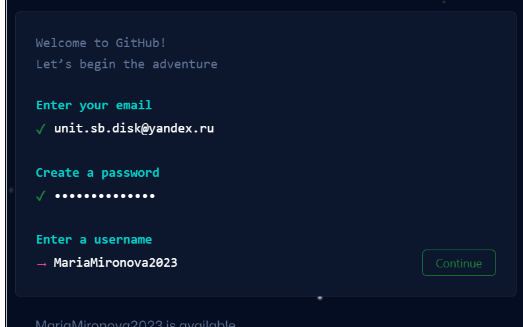 Welcome to GitHub!
Let’s begin the adventure
Enter your email
✓ unit.sb.disk@yandex.ru
Create a password
✓ ••••••••••••••
Enter a username
→ MariaMironova2023
Continue
MariaMironova2023 is available